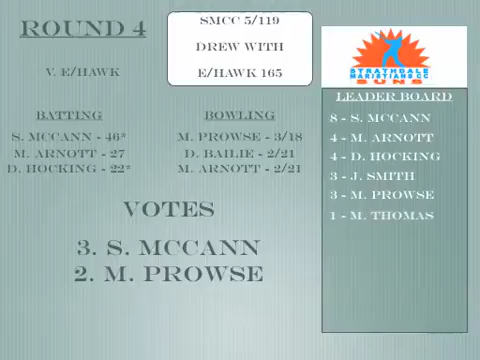 ROUND 4
V. E/HAWK
SMCC 5/119
DREW WITH
E/HAWK 165
STRATHDALE
MARISTIANS CC
SUNS
BATTING
S. MCCANN - 46*
M. ARNOTT - 27
D. HOCKING - 22*
BOWLING
M. PROWSE - 3/18
D. BAILIE - 2/21
M. ARNOTT - 2/21
VOTES
3. S. MCCANN
2. M. PROWSE
LEADER BOARD
8 - S. MCCANN
4 - M. ARNOTT
4 - D. HOCKING
3 - J. SMITH
3 - M. PROWSE
1 - M. THOMAS